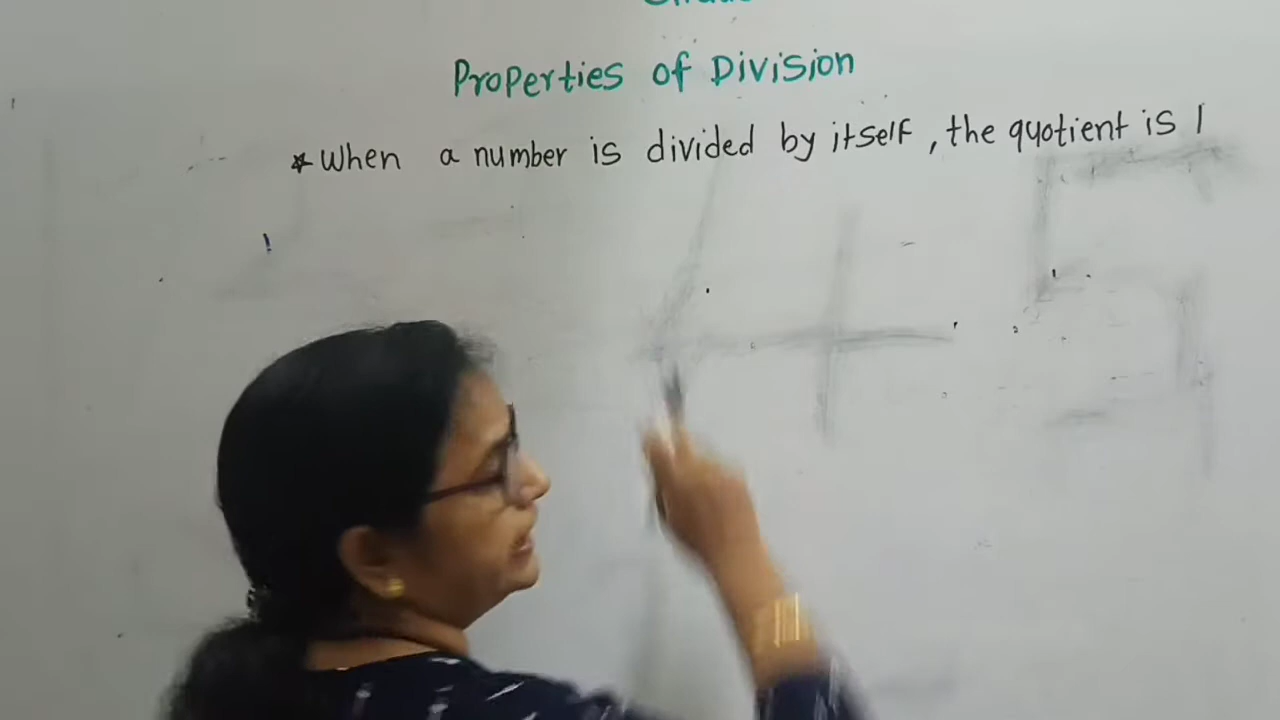 Properties of Division
* When a number is divided by itself, the quotient is 1